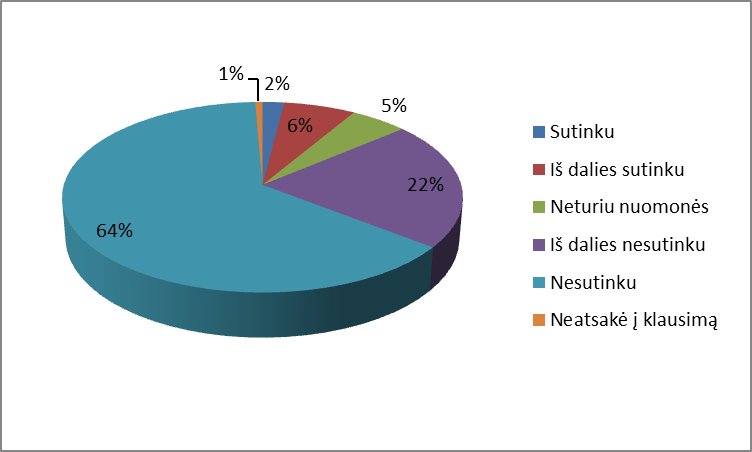 1%
2%
6%
5%
22%
64%
Sutinku
Iš dalies sutinku
Neturiu nuomonės
Iš dalies nesutinku
Nesutinku
Neatsakė į klausimą